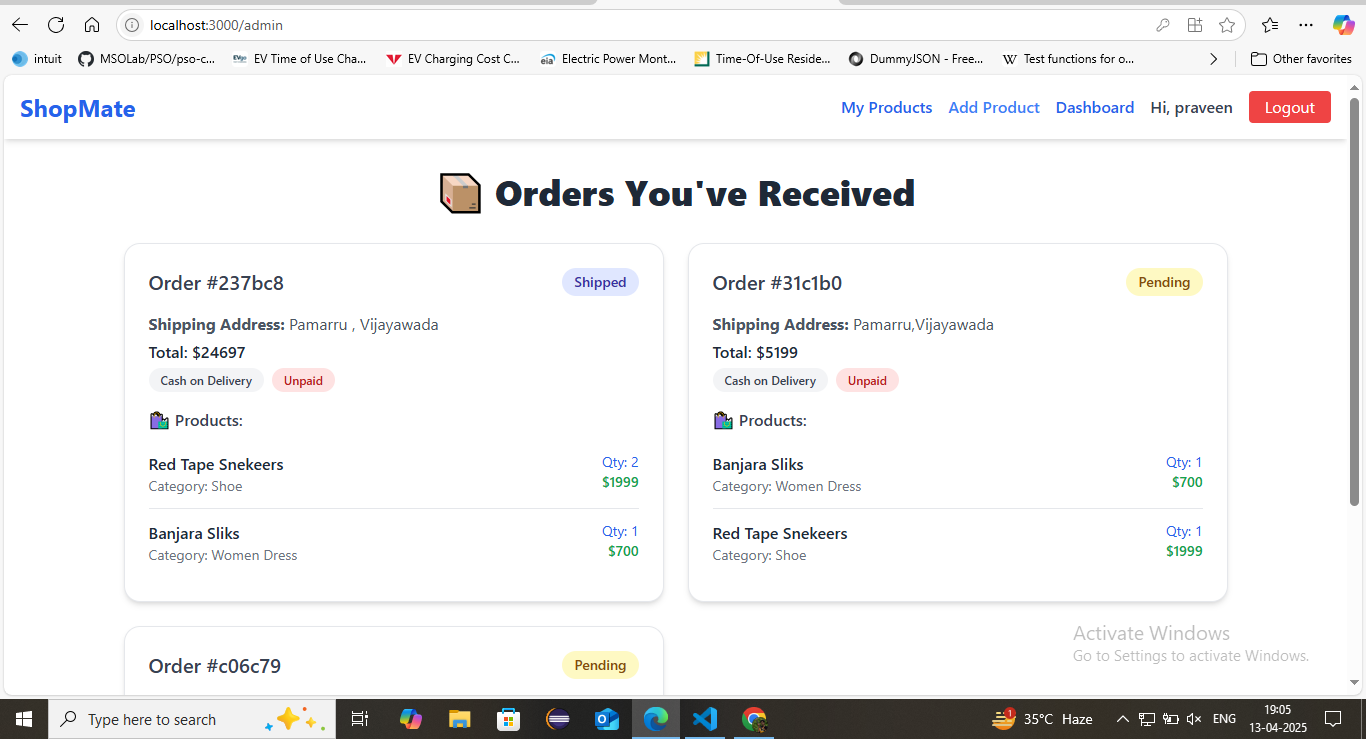 localhost:3000/admin
intuit MSOLab/PSO/pso-c... EV Time of Use Cha... EV Charging Cost C... eia Electric Power Mont... Time-Of-Use Reside... DummyJSON - Free... W Test functions for o... Other favorites
ShopMate My Products Add Product Dashboard Hi, praveen Logout
Orders You've Received
Order #237bc8 Shipped
Shipping Address: Pamarru , Vijayawada
Total: $24697
Cash on Delivery Unpaid
Products:
Red Tape Snekeers Qty: 2
Category: Shoe $1999
Banjara Sliks Qty: 1
Category: Women Dress $700
Order #31c1b0 Pending
Shipping Address: Pamarru,Vijayawada
Total: $5199
Cash on Delivery Unpaid
Products:
Banjara Sliks Qty: 1
Category: Women Dress $700
Red Tape Snekeers Qty: 1
Category: Shoe $1999
Order #c06c79 Pending
Activate Windows
Go to Settings to activate Windows.
Type here to search 1 35°C Haze ENG 19:05
13-04-2025